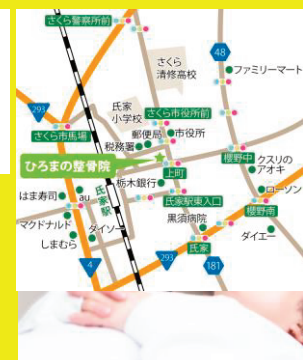 さくら警察所前
さくら
清修高校
48
ファミリーマート
氏家
小学校
293
さくら市役所前
さくら市馬場
郵便局
市役所
税務署
櫻野中
クスリの
アオキ
ひろまの整骨院
上町
栃木銀行
氏家駅
はま寿司
au
氏家駅東入口
ローソン
マクドナルド
ダイソー
黒須病院
櫻野南
しまむら
氏家
ダイエー
4
293
181